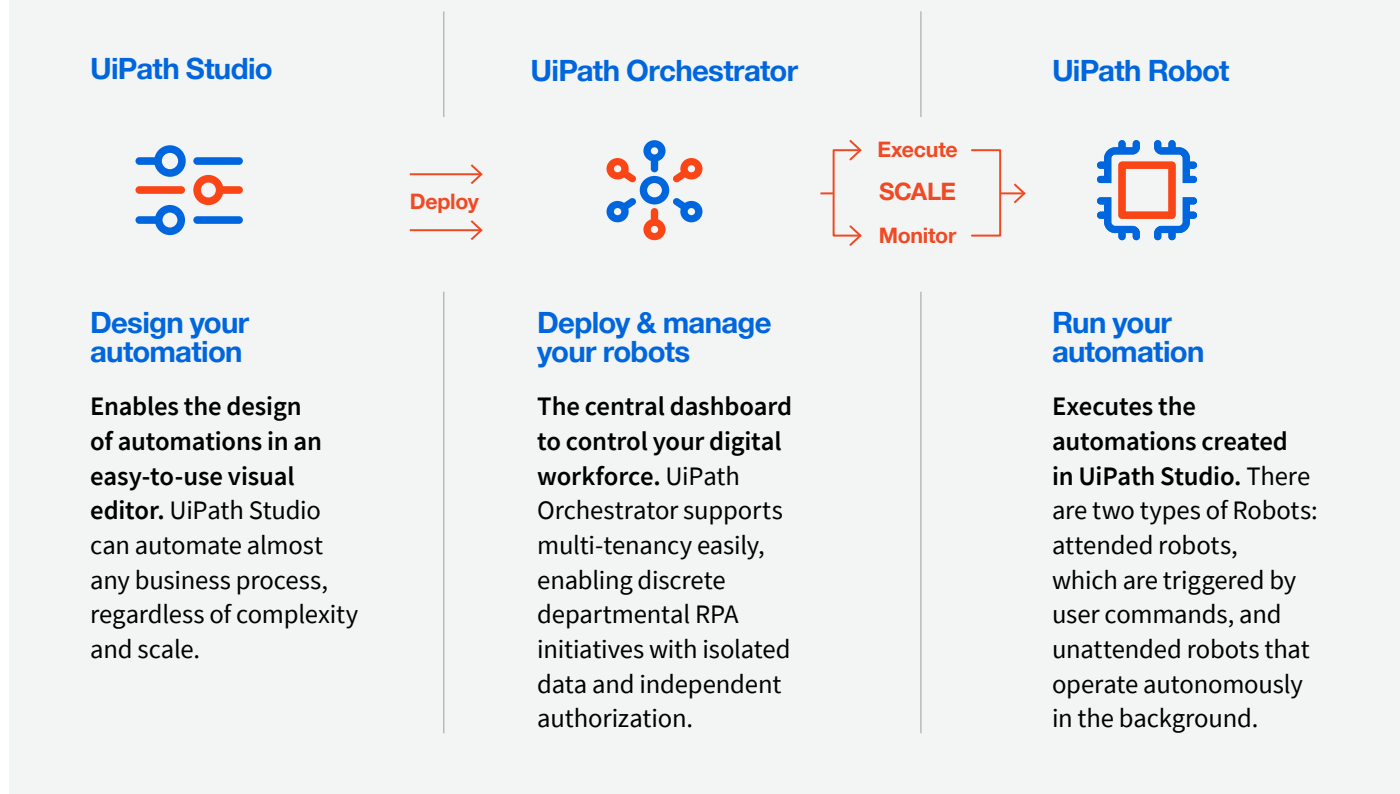 UiPath Studio
UiPath Orchestrator
UiPath Robot
Deploy
Execute
SCALE
Monitor
Design your
automation
Enables the design
of automations in an
easy-to-use visual
editor. UiPath Studio
can automate almost
any business process,
regardless of complexity
and scale.
Deploy & manage
your robots
The central dashboard
to control your digital
workforce. UiPath
Orchestrator supports
multi-tenancy easily,
enabling discrete
departmental RPA
initiatives with isolated
data and independent
authorization.
Run your
automation
Executes the
automations created
in UiPath Studio. There
are two types of Robots:
attended robots,
which are triggered by
user commands, and
unattended robots that
operate autonomously
in the background.